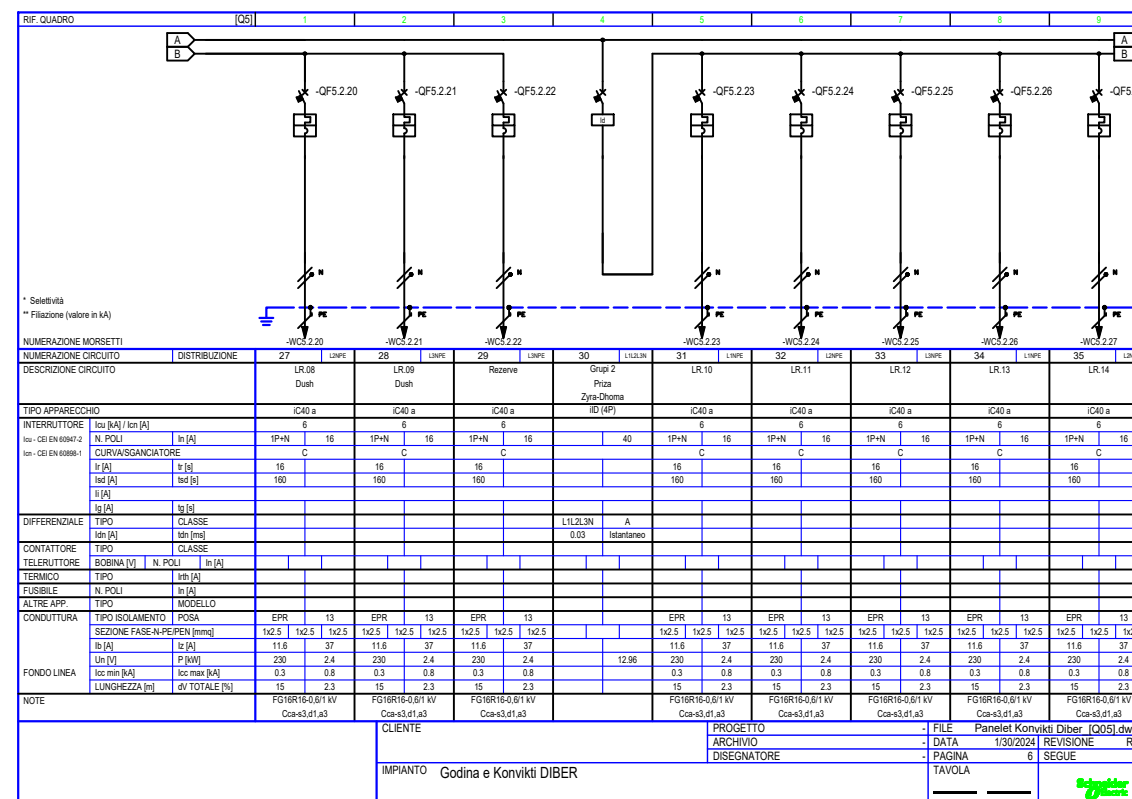 RIF. QUADRO [Q5] 1 2 3 4 5 6 7 8 9
A A
B B
-QF5.2.20 -QF5.2.21 -QF5.2.22 -QF5.2.23 -QF5.2.24 -QF5.2.25 -QF5.2.26 -QF5
Id
N N N N N N N N
* Selettività
** Filiazione (valore in kA)
PE PE PE PE PE PE PE PE
NUMERAZIONE MORSETTI -WC5.2.20 -WC5.2.21 -WC5.2.22 -WC5.2.23 -WC5.2.24 -WC5.2.25 -WC5.2.26 -WC5.2.27
NUMERAZIONE CIRCUITO DISTRIBUZIONE 27 L2NPE 28 L3NPE 29 L3NPE 30 L1L2L3N 31 L1NPE 32 L2NPE 33 L3NPE 34 L1NPE 35 L2N
DESCRIZIONE CIRCUITO LR.08 LR.09 Rezerve Grupi 2 LR.10 LR.11 LR.12 LR.13 LR.14
Dush Dush Priza
Zyra-Dhoma
TIPO APPARECCHIO iC40 a iC40 a iC40 a iID (4P) iC40 a iC40 a iC40 a iC40 a iC40 a
INTERRUTTORE Icu [kA] / Icn [A] 6 6 6 6 6 6 6 6
Icu - CEI EN 60947-2 N. POLI In [A] 1P+N 16 1P+N 16 1P+N 16 40 1P+N 16 1P+N 16 1P+N 16 1P+N 16 1P+N 16
Icn - CEI EN 60898-1 CURVA/SGANCIATORE C C C C C C C C
Ir [A] tr [s] 16 16 16 16 16 16 16 16
Isd [A] tsd [s] 160 160 160 160 160 160 160 160
Ii [A]
Ig [A] tg [s]
DIFFERENZIALE TIPO CLASSE L1L2L3N A
Idn [A] tdn [ms] 0.03 Istantaneo
CONTATTORE TIPO CLASSE
TELERUTTORE BOBINA [V] N. POLI In [A]
TERMICO TIPO Irth [A]
FUSIBILE N. POLI In [A]
ALTRE APP. TIPO MODELLO
CONDUTTURA TIPO ISOLAMENTO POSA EPR 13 EPR 13 EPR 13 EPR 13 EPR 13 EPR 13 EPR 13 EPR 13
SEZIONE FASE-N-PE/PEN [mmq] 1x2.5 1x2.5 1x2.5 1x2.5 1x2.5 1x2.5 1x2.5 1x2.5 1x2.5 1x2.5 1x2.5 1x2.5 1x2.5 1x2.5 1x2.5 1x2.5 1x2.5 1x2.5 1x2.5 1x2.5 1x2.5 1x2.5 1x2.5 1x2
Ib [A] Iz [A] 11.6 37 11.6 37 11.6 37 11.6 37 11.6 37 11.6 37 11.6 37 11.6 37
Un [V] P [kW] 230 2.4 230 2.4 230 2.4 12.96 230 2.4 230 2.4 230 2.4 230 2.4 230 2.4
FONDO LINEA Icc min [kA] Icc max [kA] 0.3 0.8 0.3 0.8 0.3 0.8 0.3 0.8 0.3 0.8 0.3 0.8 0.3 0.8 0.3 0.8
LUNGHEZZA [m] dV TOTALE [%] 15 2.3 15 2.3 15 2.3 15 2.3 15 2.3 15 2.3 15 2.3 15 2.3
NOTE FG16R16-0,6/1 kV FG16R16-0,6/1 kV FG16R16-0,6/1 kV FG16R16-0,6/1 kV FG16R16-0,6/1 kV FG16R16-0,6/1 kV FG16R16-0,6/1 kV FG16R16-0,6/1 kV
Cca-s3,d1,a3 Cca-s3,d1,a3 Cca-s3,d1,a3 Cca-s3,d1,a3 Cca-s3,d1,a3 Cca-s3,d1,a3 Cca-s3,d1,a3 Cca-s3,d1,a3
CLIENTE PROGETTO - FILE Panelet Konvikti Diber [Q05].dw
ARCHIVIO - DATA 1/30/2024 REVISIONE R
DISEGNATORE - PAGINA 6 SEGUE
IMPIANTO Godina e Konvikti DIBER TAVOLA
Schneider
Electric